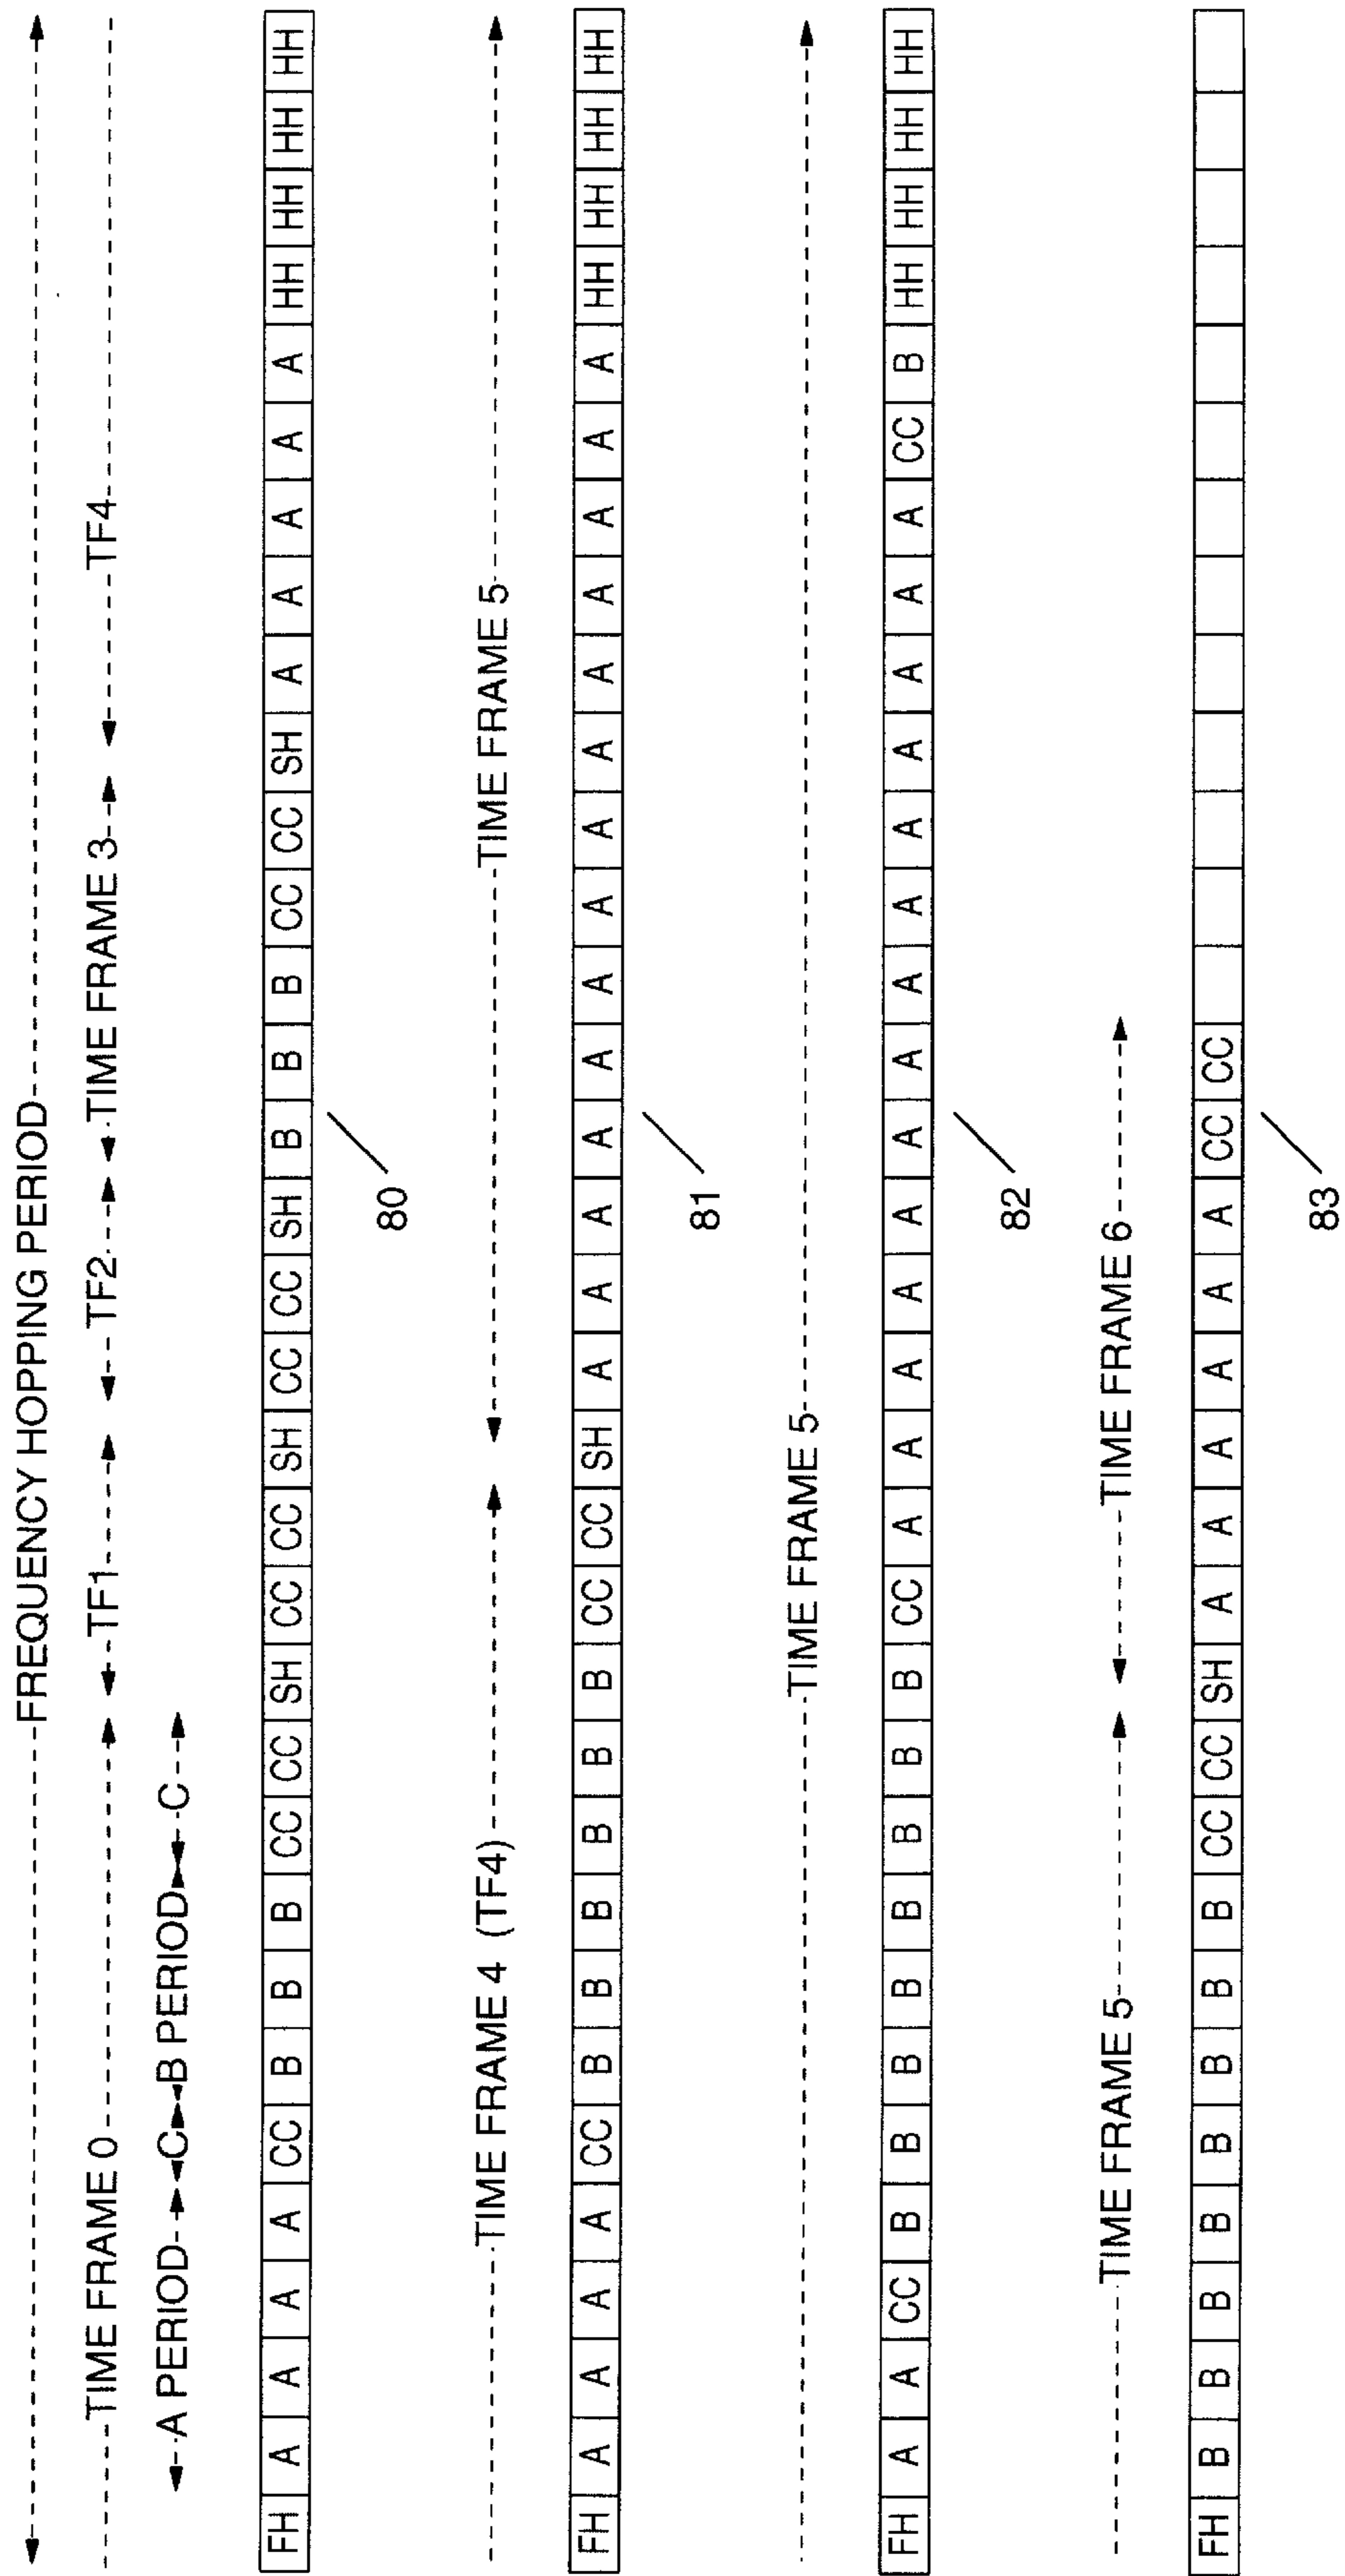 FREQUENCY HOPPING PERIOD
TIME FRAME 0 TF1 TF2 TIME FRAME 3 TF4
A PERIOD C B PERIOD C
FH A A A A CC B B B CC CC SH CC CC SH CC CC SH B B B CC CC SH A A A A A HH HH HH HH
80
TIME FRAME 4 (TF4) TIME FRAME 5
FH A A A A CC B B B B B B CC CC SH A A A A A A A A A A A A A A HH HH HH HH
81
TIME FRAME 5
FH A A CC B B B B B B B B CC A A A A A A A A A A A A A A CC B HH HH HH HH
82
TIME FRAME 5 TIME FRAME 6
FH B B B B B B B B CC CC SH A A A A A A CC CC
83